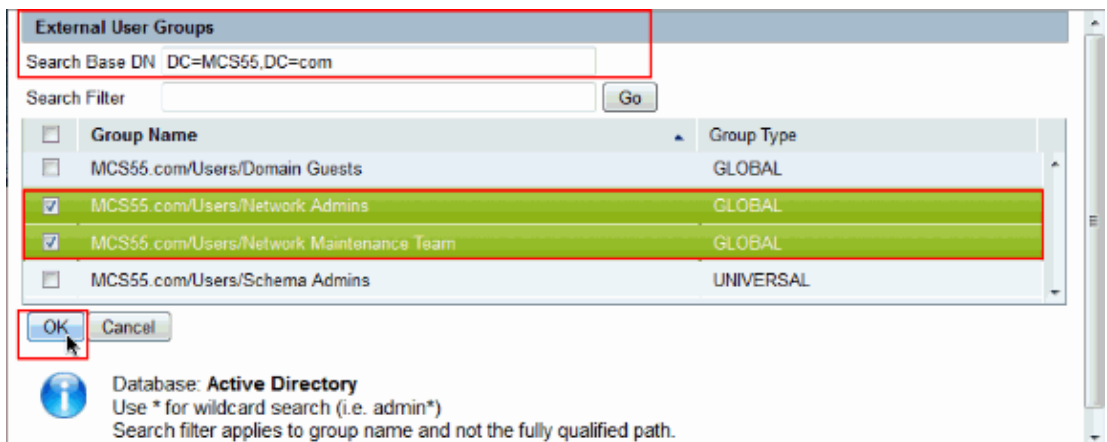 External User Groups
Search Base DN DC=MCS55,DC=com
Search Filter Go
Group Name Group Type
MCS55.com/Users/Domain Guests GLOBAL
MCS55.com/Users/Network Admins GLOBAL
MCS55.com/Users/Network Maintenance Team GLOBAL
MCS55.com/Users/Schema Admins UNIVERSAL
OK Cancel
Database: Active Directory
Use * for wildcard search (i.e. admin*)
Search filter applies to group name and not the fully qualified path.